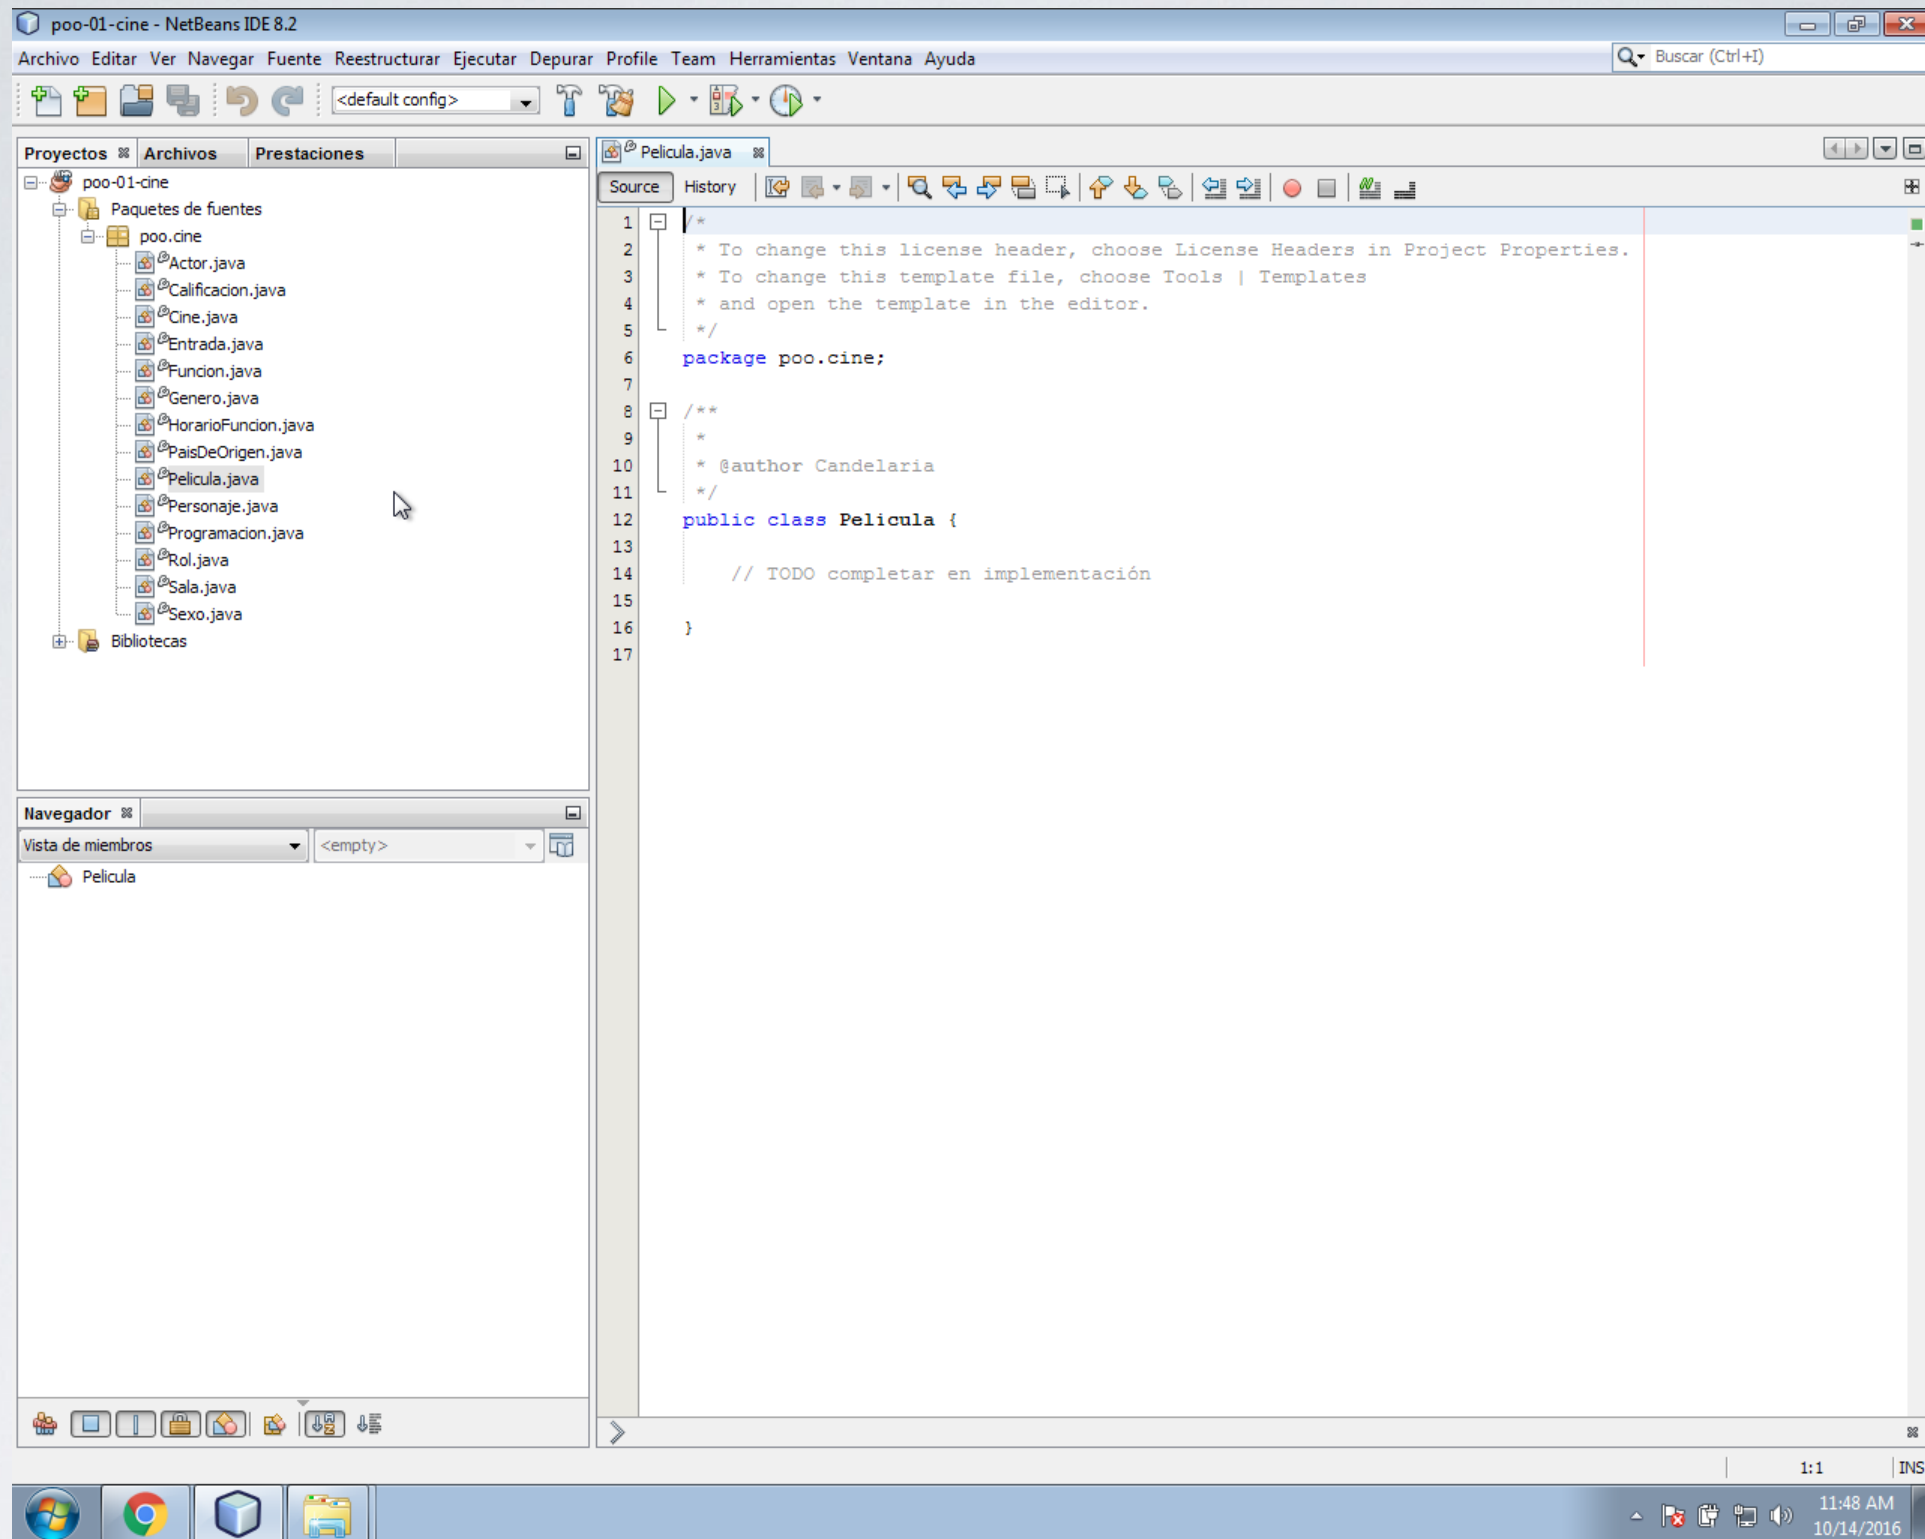 poo-01-cine - NetBeans IDE 8.2
Archivo Editar Ver Navegar Fuente Reestructurar Ejecutar Depurar Profile Team Herramientas Ventana Ayuda
Buscar (Ctrl+I)
<default config>
Proyectos Archivos Prestaciones
poo-01-cine
Paquetes de fuentes
poo.cine
Actor.java
Calificacion.java
Cine.java
Entrada.java
Funcion.java
Genero.java
HorarioFuncion.java
PaisDeOrigen.java
Pelicula.java
Personaje.java
Programacion.java
Rol.java
Sala.java
Sexo.java
Bibliotecas
Navegador
Vista de miembros <empty>
Pelicula
Pelicula.java
Source History
1 /*
2 * To change this license header, choose License Headers in Project Properties.
3 * To change this template file, choose Tools | Templates
4 * and open the template in the editor.
5 */
6 package poo.cine;
7
8 /**
9 *
10 * @author Candelaria
11 */
12 public class Pelicula {
13
14 // TODO completar en implementación
15
16 }
17
1:1 INS
11:48 AM
10/14/2016